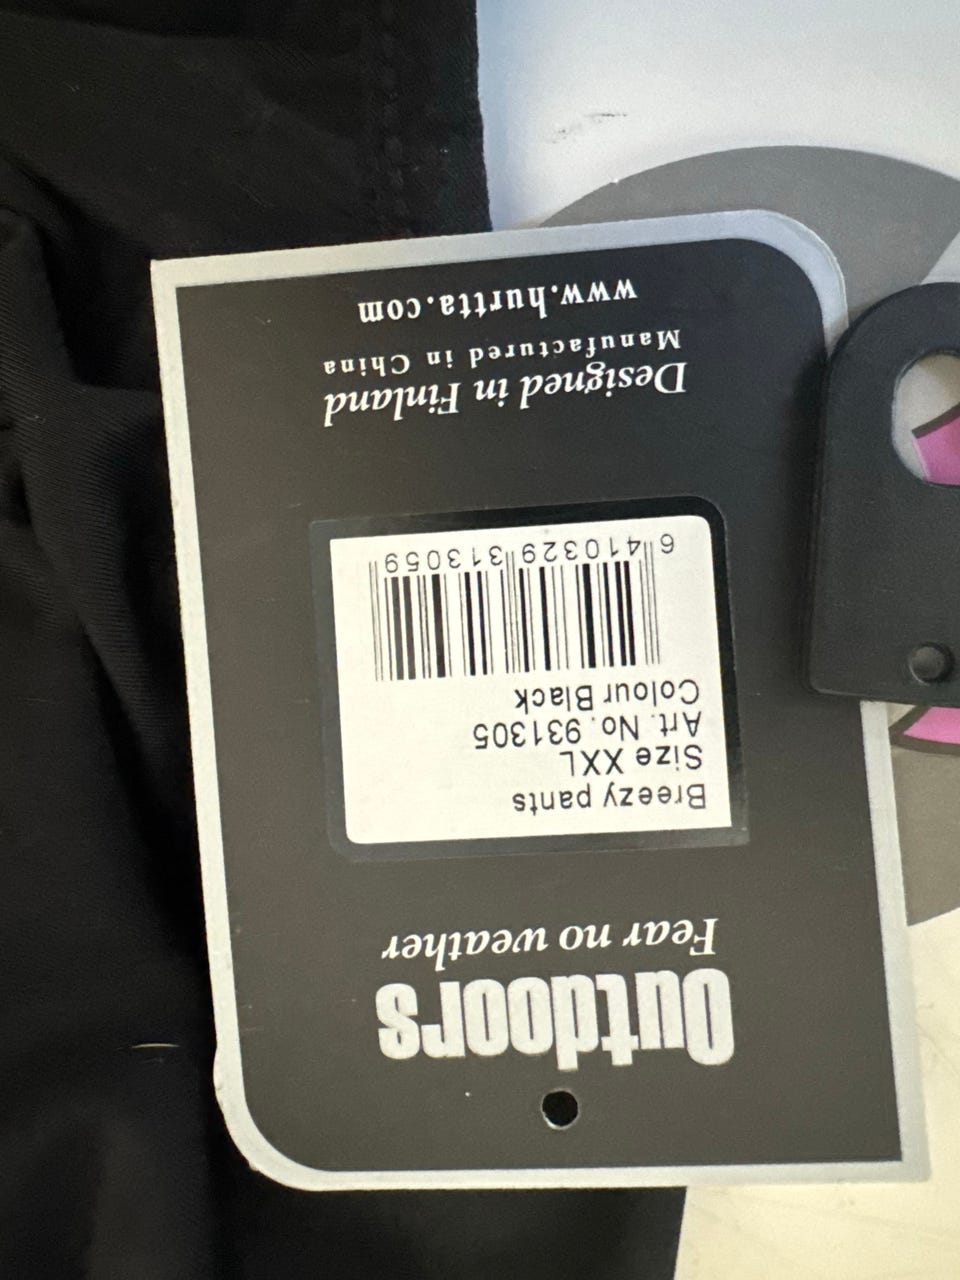 Outdoors
Fear no weather
Breezy pants
Size XXL
Art. No. 931305
Colour Black
6 410329 313059
Designed in Finland
Manufactured in China
www.hurtta.com